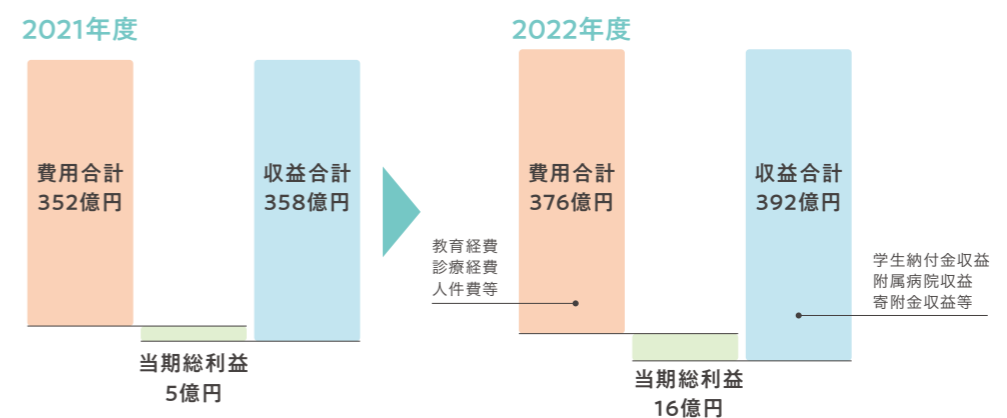 2021年度
費用合計
352億円
収益合計
358億円
当期総利益
5億円
2022年度
費用合計
376億円
教育経費
診療経費
人件費等
収益合計
392億円
学生納付金収益
附属病院収益
寄附金収益等
当期総利益
16億円